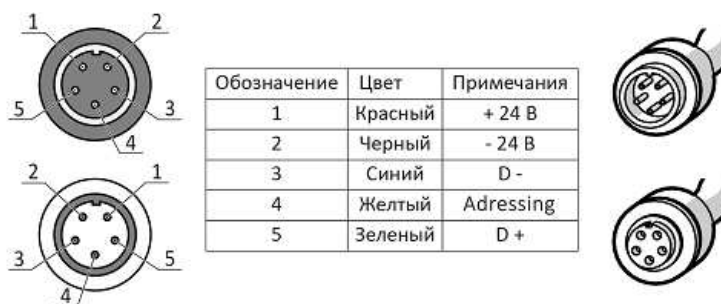 1 2
5 3
4
2 1
3 5
4
Обозначение Цвет Примечания
1 Красный + 24 В
2 Черный - 24 В
3 Синий D -
4 Желтый Adressing
5 Зеленый D +